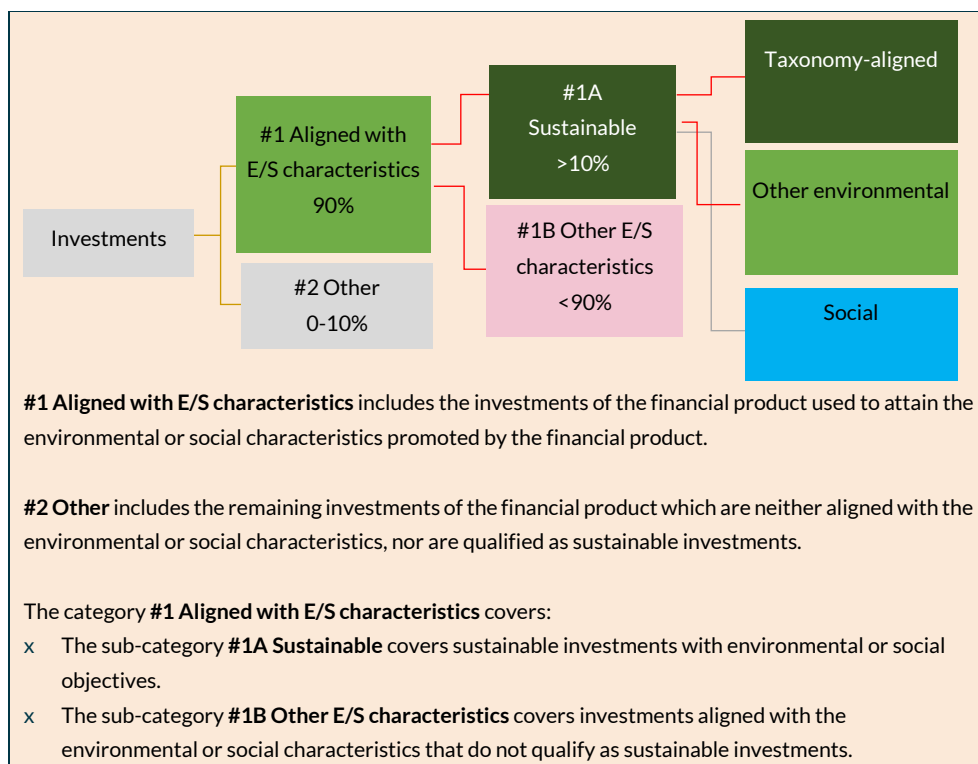 Investments
#1 Aligned with
E/S characteristics
90%
#2 Other
0-10%
#1A
Sustainable
>10%
#1B Other E/S
characteristics
<90%
Taxonomy-aligned
Other environmental
Social
#1 Aligned with E/S characteristics includes the investments of the financial product used to attain the
environmental or social characteristics promoted by the financial product.
#2 Other includes the remaining investments of the financial product which are neither aligned with the
environmental or social characteristics, nor are qualified as sustainable investments.
The category #1 Aligned with E/S characteristics covers:
x The sub-category #1A Sustainable covers sustainable investments with environmental or social
objectives.
x The sub-category #1B Other E/S characteristics covers investments aligned with the
environmental or social characteristics that do not qualify as sustainable investments.